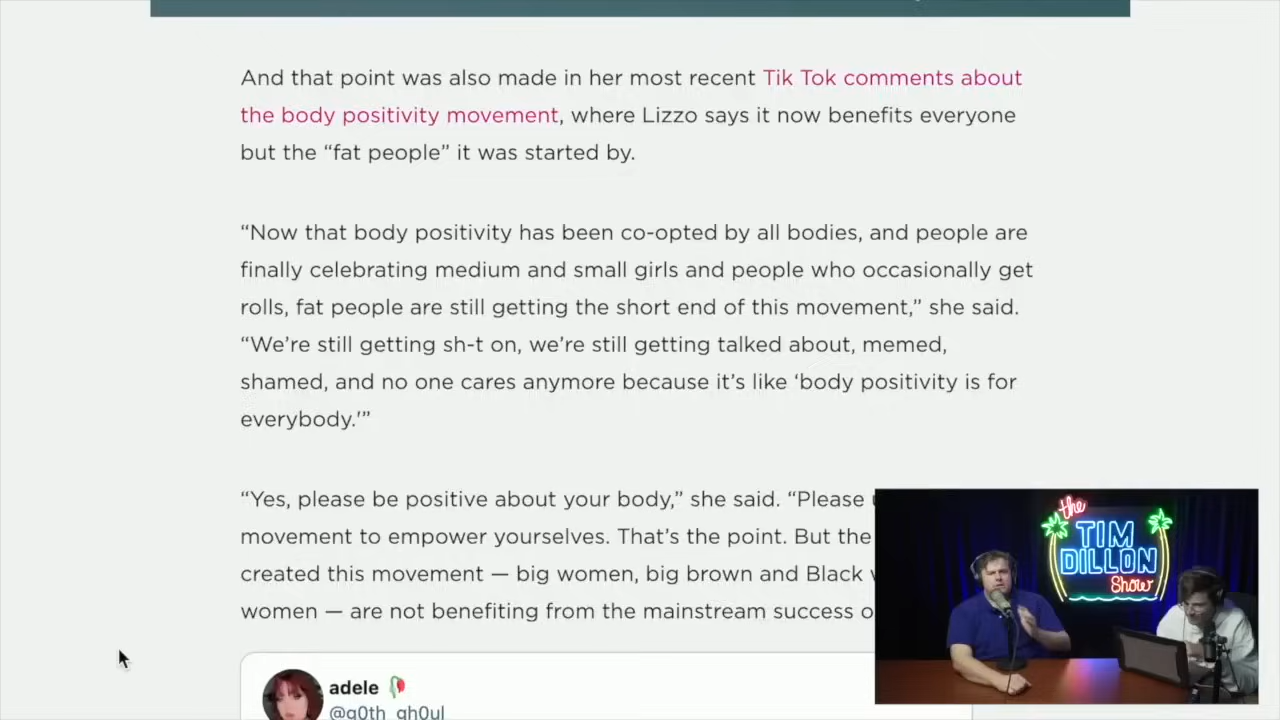 And that point was also made in her most recent Tik Tok comments about
the body positivity movement, where Lizzo says it now benefits everyone
but the “fat people” it was started by.
“Now that body positivity has been co-opted by all bodies, and people are
finally celebrating medium and small girls and people who occasionally get
rolls, fat people are still getting the short end of this movement,” she said.
“We’re still getting sh-t on, we’re still getting talked about, memed,
shamed, and no one cares anymore because it’s like ‘body positivity is for
everybody.'”
“Yes, please be positive about your body,” she said. “Please
movement to empower yourselves. That’s the point. But the
created this movement — big women, big brown and Black
women — are not benefiting from the mainstream success
the
TIM
DILLON
Show
adele
@g0th_gh0ul